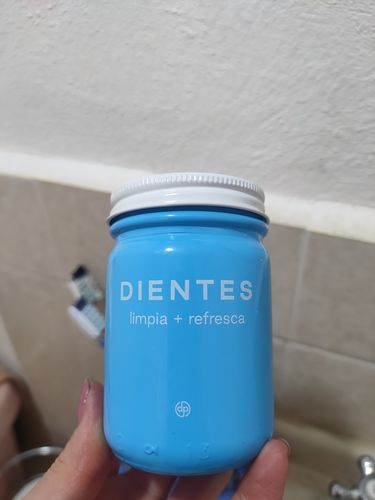 DIENTES
limpia + refresca
dp